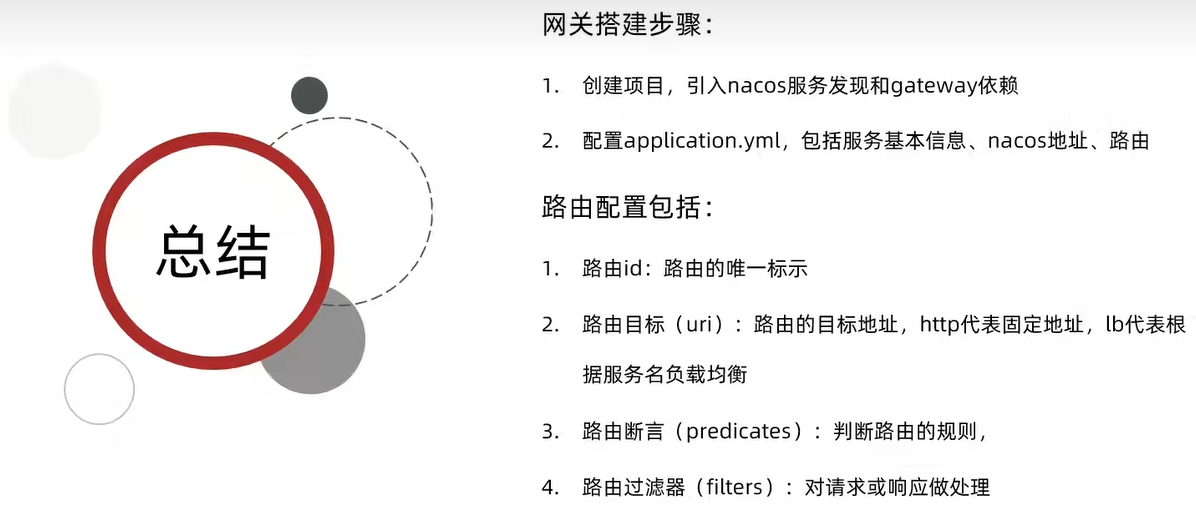 总结
网关搭建步骤：
1. 创建项目，引入nacos服务发现和gateway依赖
2. 配置application.yml，包括服务基本信息、nacos地址、路由
路由配置包括：
1. 路由id：路由的唯一标示
2. 路由目标（uri）：路由的目标地址，http代表固定地址，lb代表根
据服务名负载均衡
3. 路由断言（predicates）：判断路由的规则，
4. 路由过滤器（filters）：对请求或响应做处理